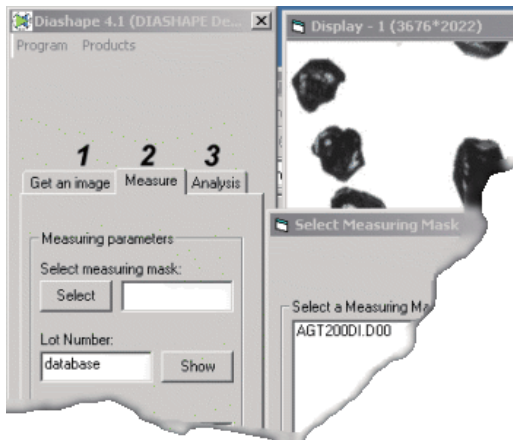 Diashape 4.1 (DIASHAPE De...
Program Products
1 2 3
Get an image Measure Analysis
Measuring parameters
Select measuring mask:
Select
Lot Number:
database Show
Display - 1 (3676*2022)
Select Measuring Mask
Select a Measuring Ma
AGT200DI.D00